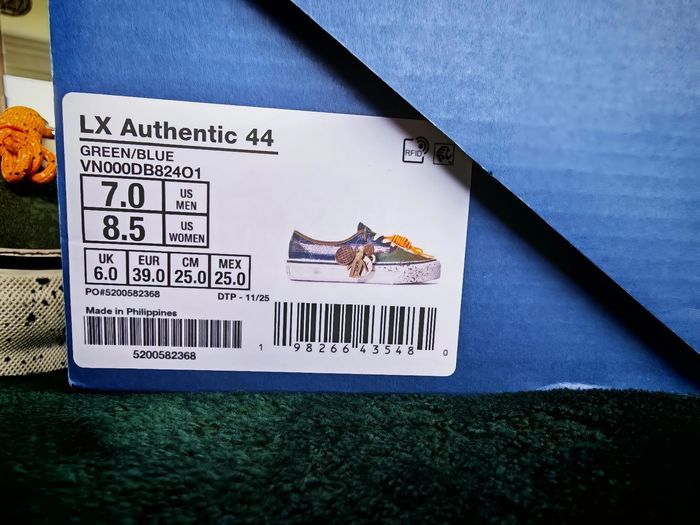 LX Authentic 44
GREEN/BLUE
VN000DB824O1
RFID
7.0 US MEN
8.5 US WOMEN
UK 6.0 EUR 39.0 CM 25.0 MEX 25.0
PO#5200582368 DTP - 11/25
Made in Philippines
5200582368
1 98266 43548 0